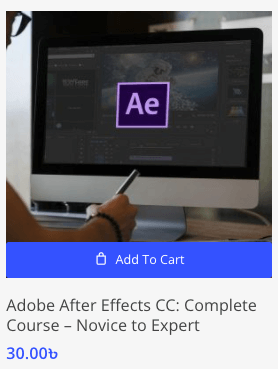 Ae
Add To Cart
Adobe After Effects CC: Complete
Course – Novice to Expert
30.00৳